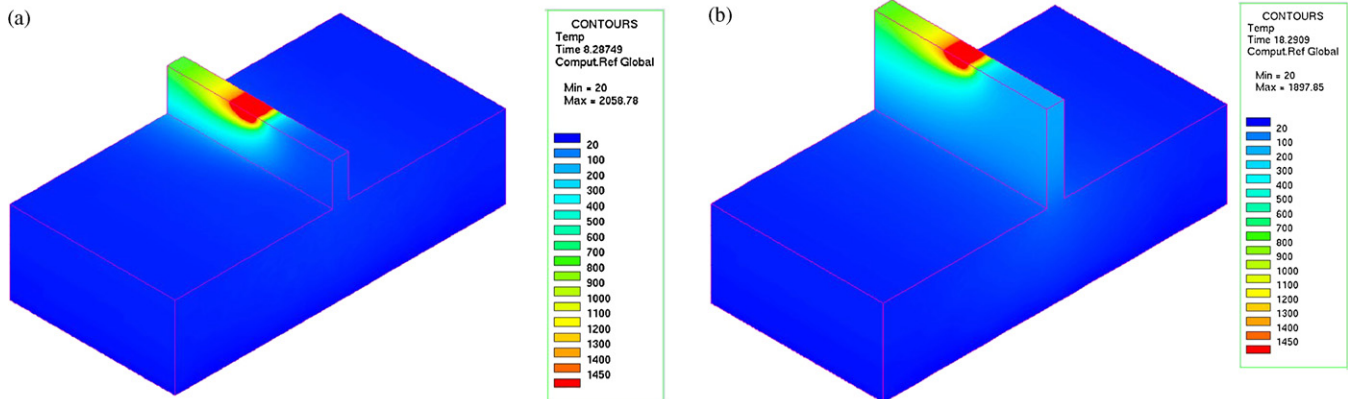 (a)
CONTOURS
Temp
Time 8.28749
Comput.Ref Global
Min = 20
Max = 2058.78
20
100
200
300
400
500
600
700
800
900
1000
1100
1200
1300
1400
1450
(b)
CONTOURS
Temp
Time 18.2909
Comput.Ref Global
Min = 20
Max = 1897.85
20
100
200
300
400
500
600
700
800
900
1000
1100
1200
1300
1400
1450